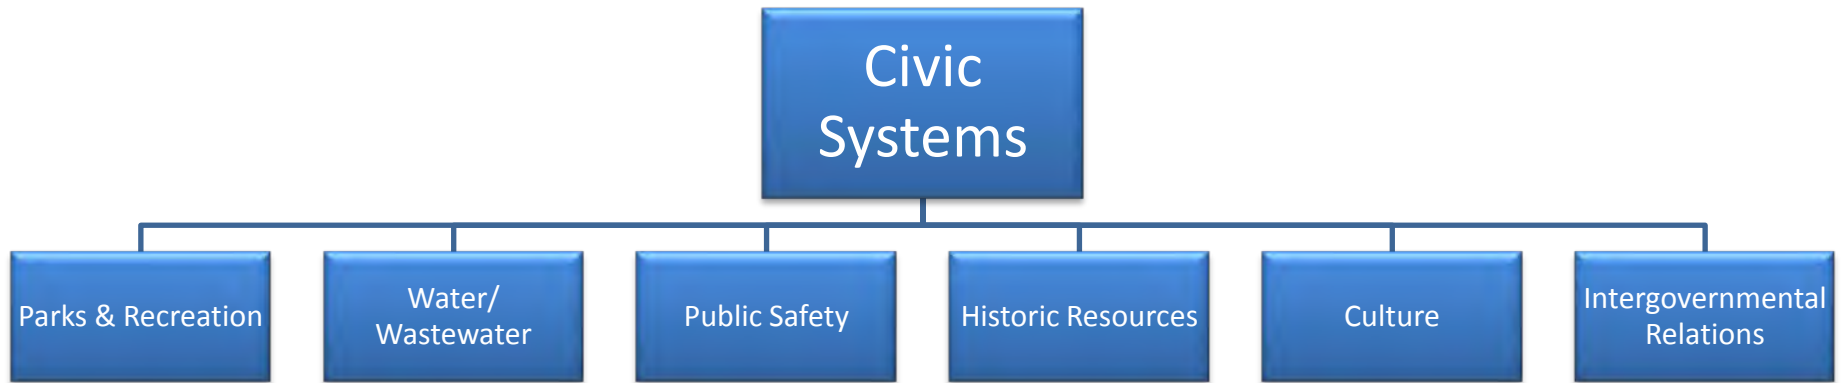 Civic
Systems
Parks & Recreation
Water/
Wastewater
Public Safety
Historic Resources
Culture
Intergovernmental
Relations